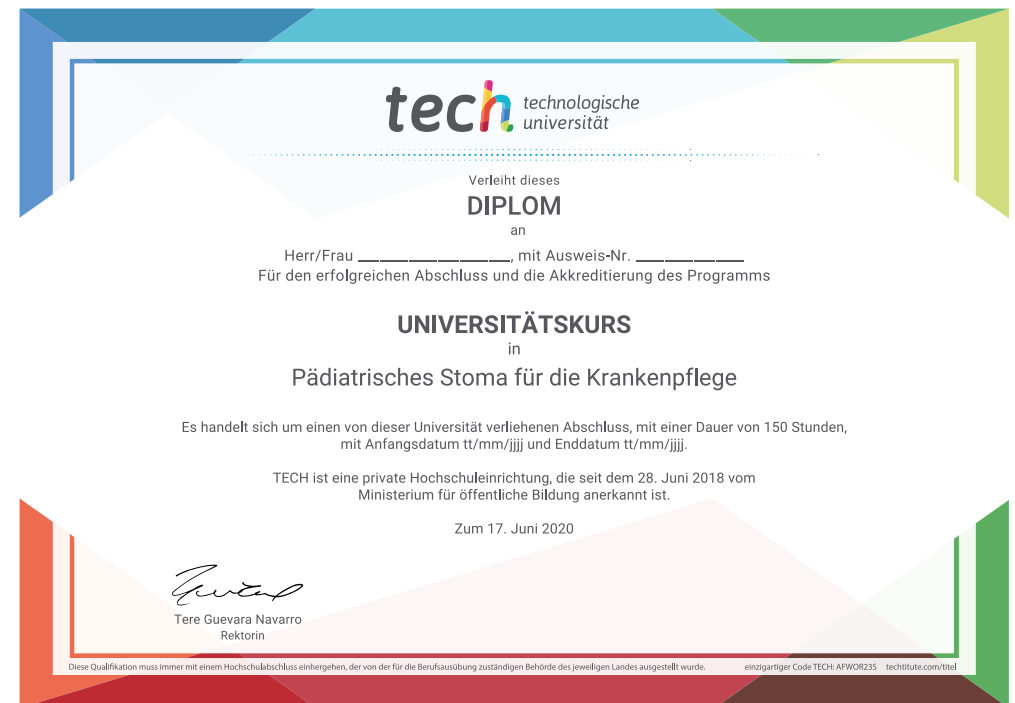 tech technologische
universität
Verleiht dieses
DIPLOM
an
Herr/Frau ____________________, mit Ausweis-Nr. ______________
Für den erfolgreichen Abschluss und die Akkreditierung des Programms
UNIVERSITÄTSKURS
in
Pädiatrisches Stoma für die Krankenpflege
Es handelt sich um einen von dieser Universität verliehenen Abschluss, mit einer Dauer von 150 Stunden,
mit Anfangsdatum tt/mm/jjjj und Enddatum tt/mm/jjjj.
TECH ist eine private Hochschuleinrichtung, die seit dem 28. Juni 2018 vom
Ministerium für öffentliche Bildung anerkannt ist.
Zum 17. Juni 2020
Tere Guevara Navarro
Rektorin
Diese Qualifikation muss immer mit einem Hochschulabschluss einhergehen, der von der für die Berufsausübung zuständigen Behörde des jeweiligen Landes ausgestellt wurde. einzigartiger Code TECH: AFWOR23S techtitute.com/titel